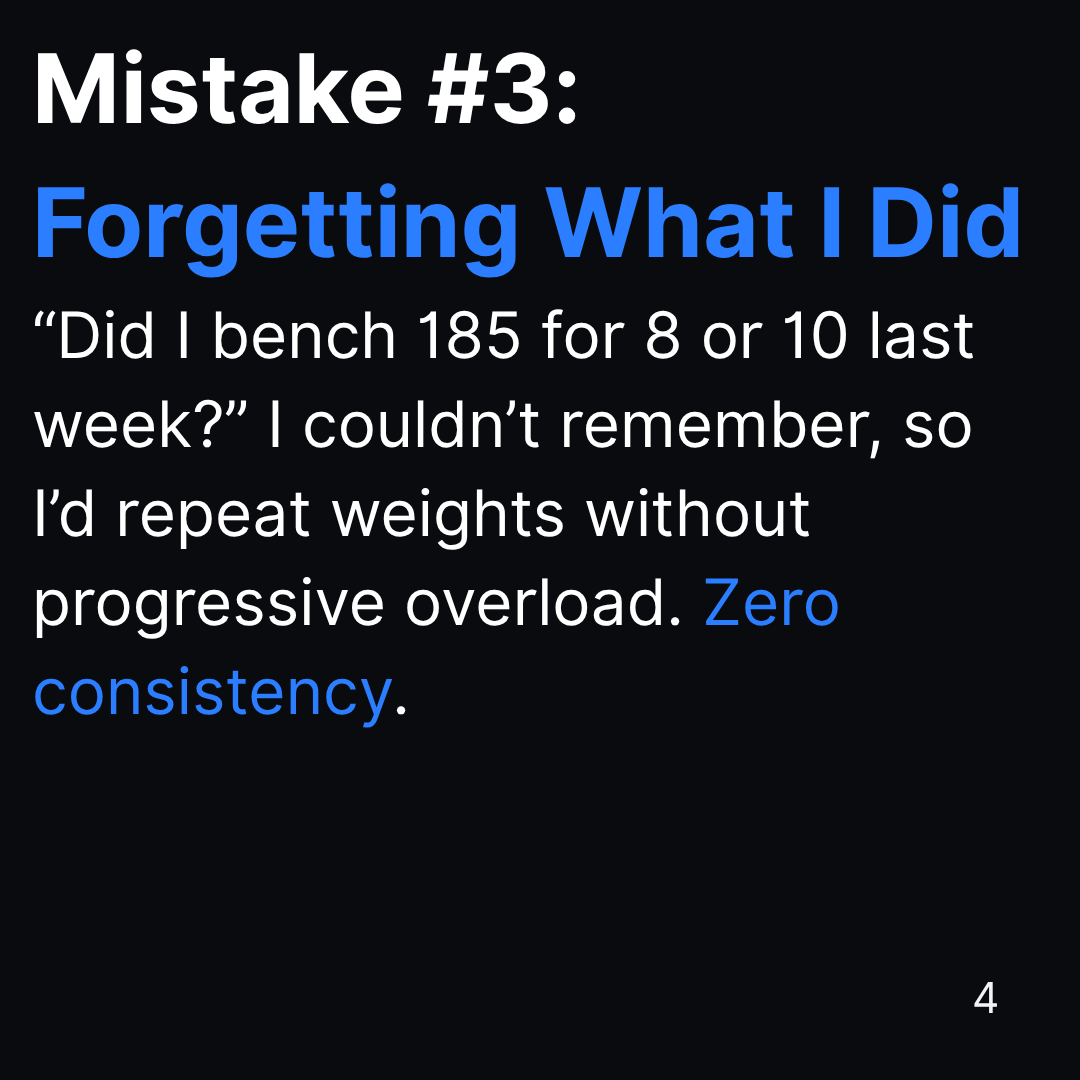 Mistake #3:
Forgetting What I Did
“Did I bench 185 for 8 or 10 last
week?” I couldn’t remember, so
I’d repeat weights without
progressive overload. Zero
consistency.
4